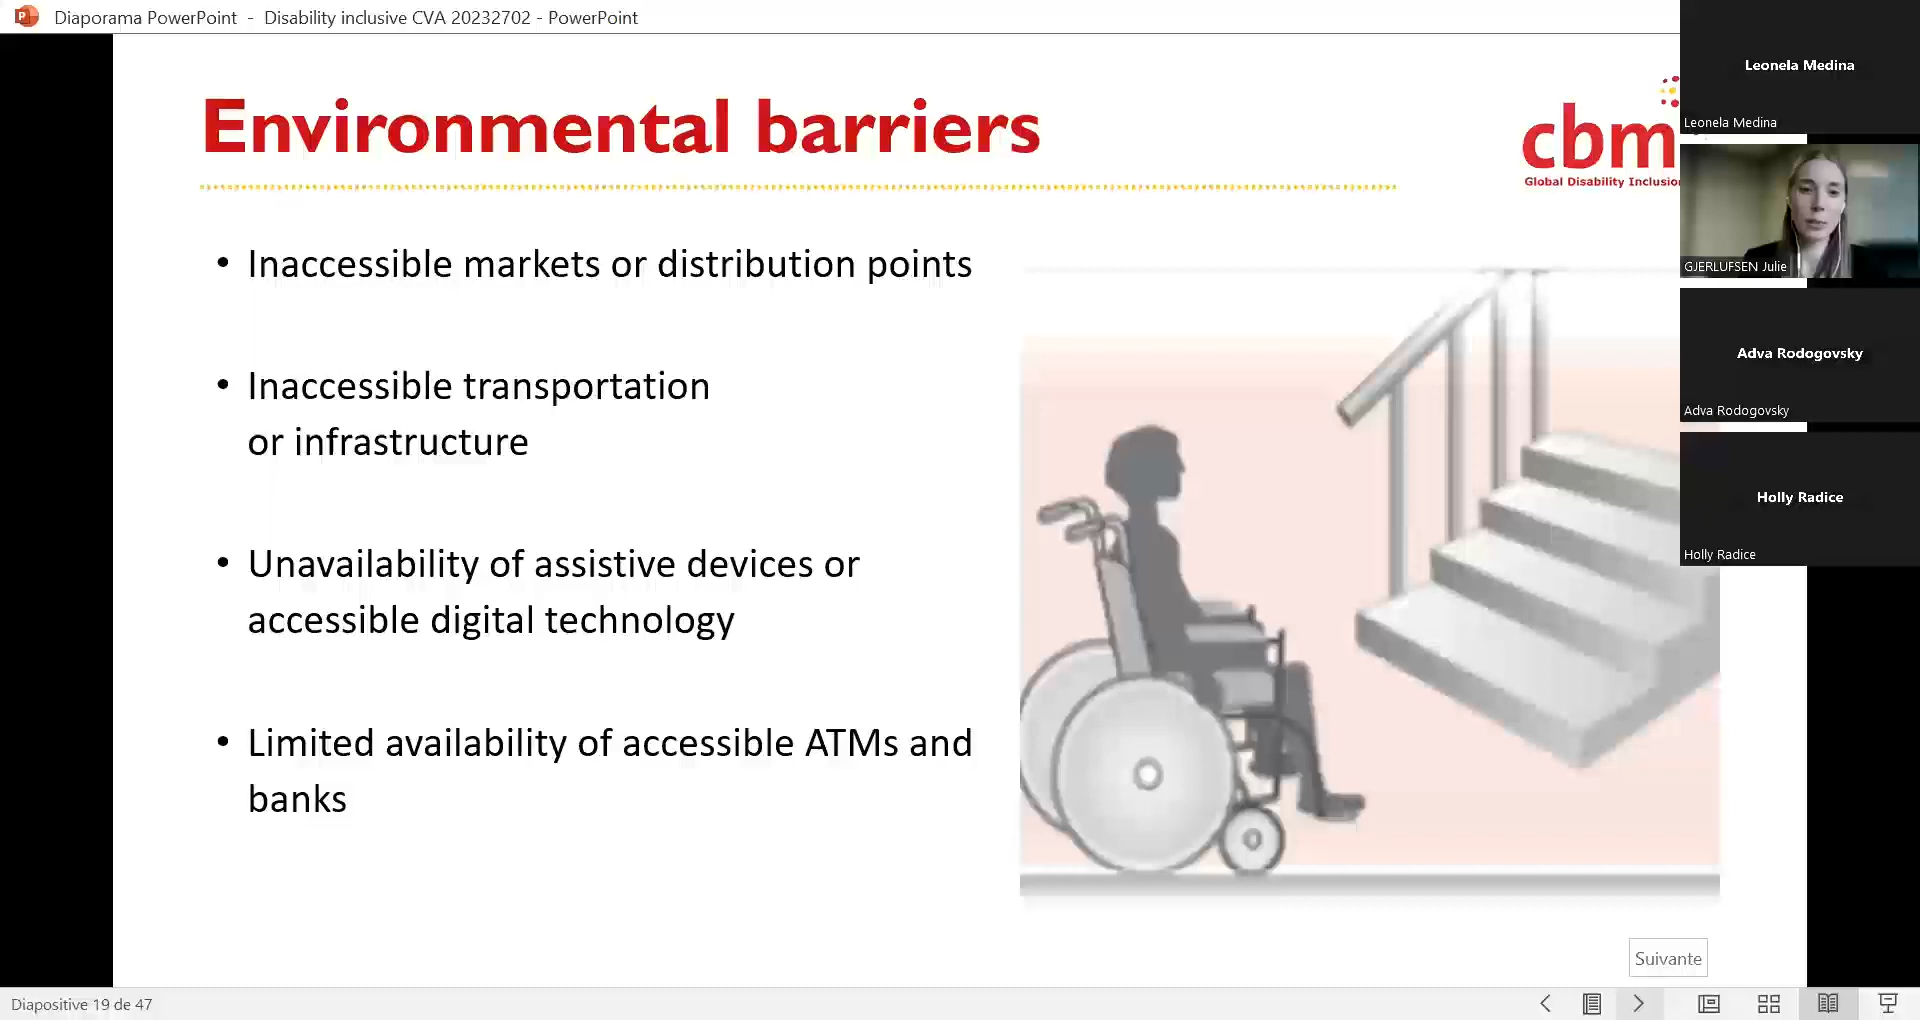 Diaporama PowerPoint - Disability inclusive CVA 20232702 - PowerPoint
Environmental barriers
cbm
Global Disability Inclusion
• Inaccessible markets or distribution points
• Inaccessible transportation
or infrastructure
• Unavailability of assistive devices or
accessible digital technology
• Limited availability of accessible ATMs and
banks
Leonela Medina
Leonela Medina
GJERLUFSEN Julie
Adva Rodogovsky
Adva Rodogovsky
Holly Radice
Holly Radice
Suivante
Diapositive 19 de 47